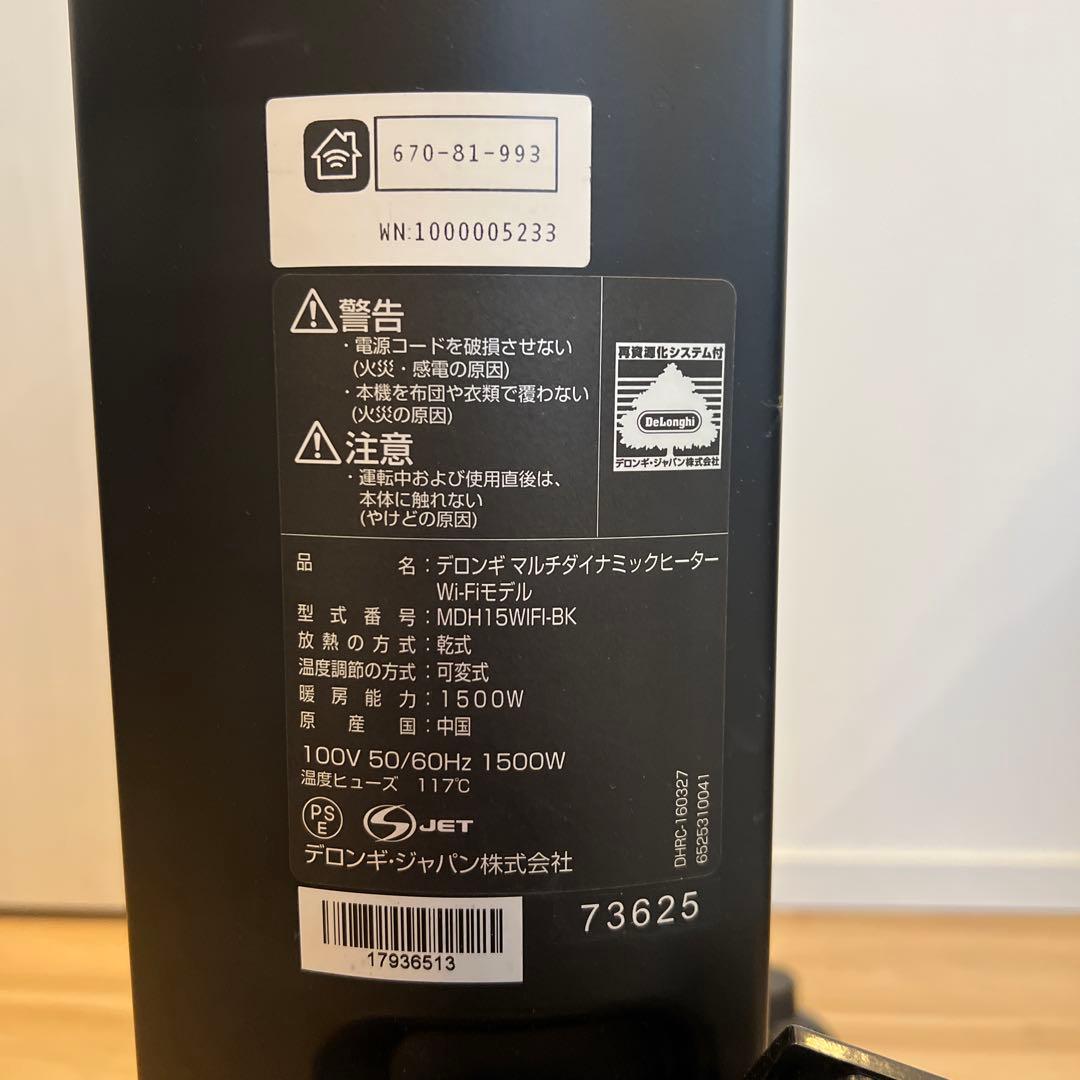 670-81-993
WN:1000005233
警告
・電源コードを破損させない
(火災・感電の原因)
・本機を布団や衣類で覆わない
(火災の原因)
注意
・運転中および使用直後は、
本体に触れない
(やけどの原因)
再資源化システム付
DeLonghi
デロンギ・ジャパン株式会社
品名：デロンギ マルチダイナミックヒーター
Wi-Fiモデル
型式番号：MDH15WIFI-BK
放熱の方式：乾式
温度調節の方式：可変式
暖房能力：1500W
原産国：中国
100V 50/60Hz 1500W
温度ヒューズ 117℃
PS
E
JET
デロンギ・ジャパン株式会社
DHRC-160327
6525310041
17936513
73625